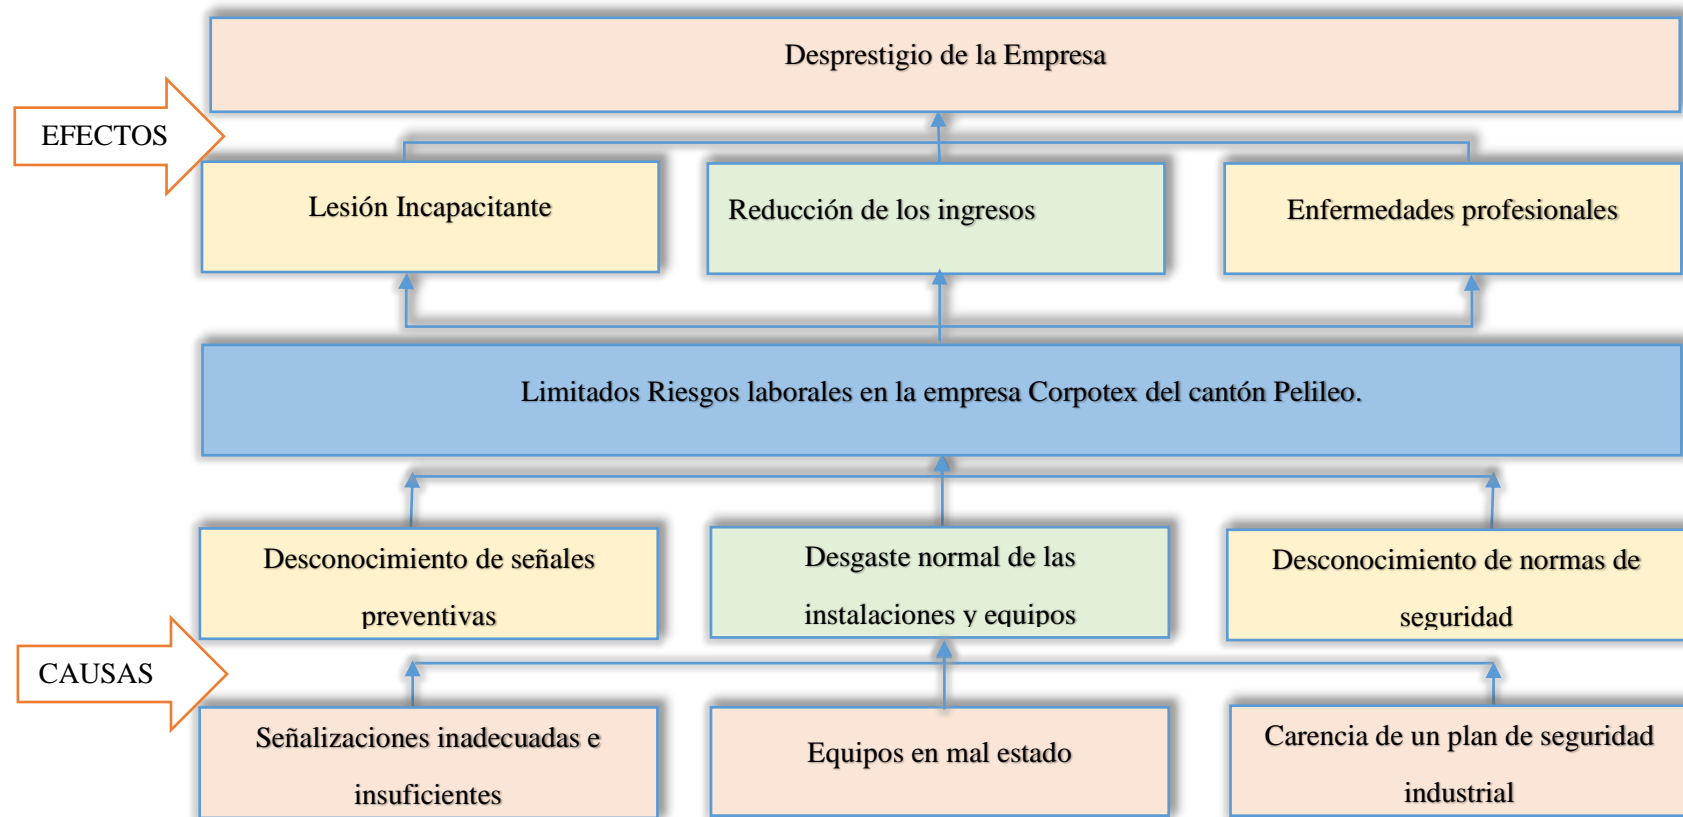 Desprestigio de la Empresa
EFECTOS
Lesión Incapacitante
Reducción de los ingresos
Enfermedades profesionales
Limitados Riesgos laborales en la empresa Corpotex del cantón Pelileo.
Desconocimiento de señales
preventivas
Desgaste normal de las
instalaciones y equipos
Desconocimiento de normas de
seguridad
CAUSAS
Señalizaciones inadecuadas e
insuficientes
Equipos en mal estado
Carencia de un plan de seguridad
industrial